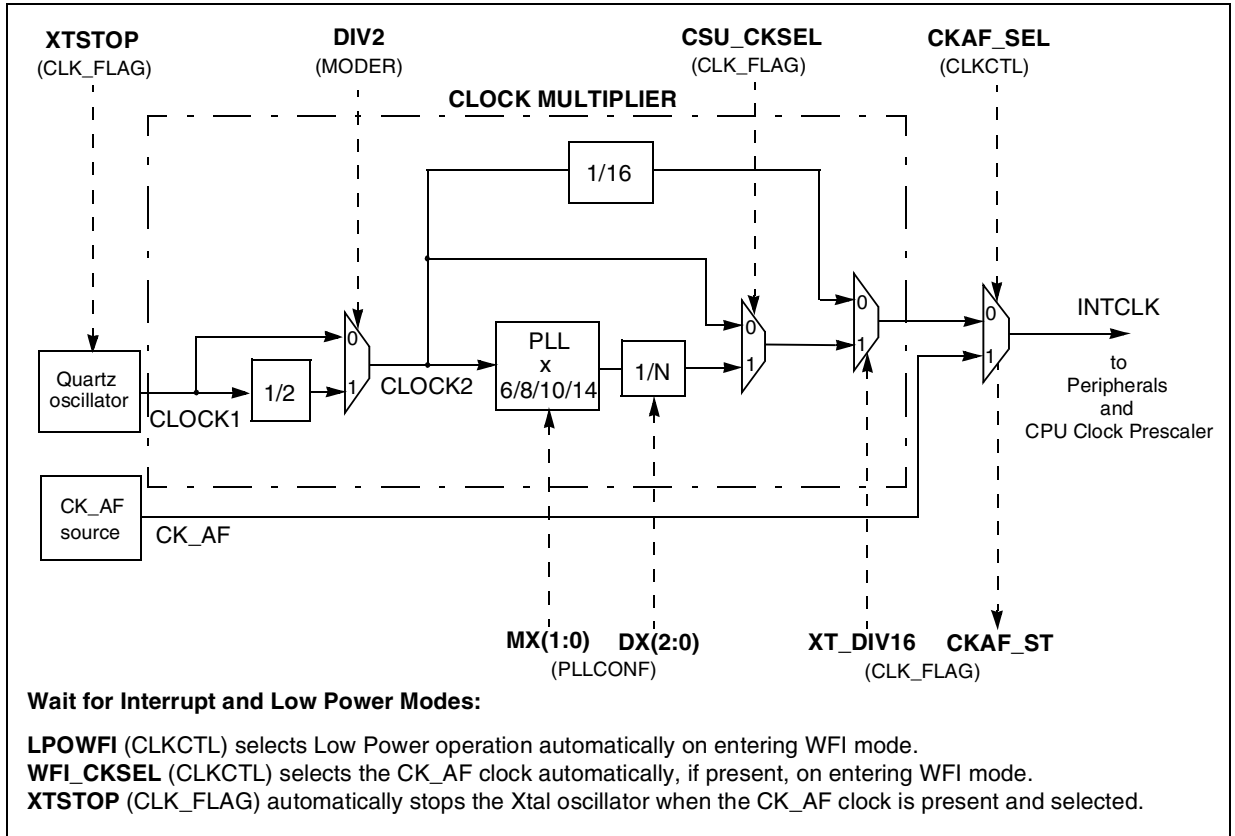 XTSTOP
(CLK_FLAG)
DIV2
(MODER)
CSU_CKSEL
(CLK_FLAG)
CKAF_SEL
(CLKCTL)
CLOCK MULTIPLIER
1/16
Quartz
oscillator
CLOCK1
1/2
0
1
CLOCK2
PLL
x
6/8/10/14
1/N
0
1
0
1
0
1
INTCLK
to
Peripherals
and
CPU Clock Prescaler
CK_AF
source
CK_AF
MX(1:0)
DX(2:0)
(PLLCONF)
XT_DIV16
(CLK_FLAG)
CKAF_ST
Wait for Interrupt and Low Power Modes:
LPOWFI (CLKCTL) selects Low Power operation automatically on entering WFI mode.
WFI_CKSEL (CLKCTL) selects the CK_AF clock automatically, if present, on entering WFI mode.
XTSTOP (CLK_FLAG) automatically stops the Xtal oscillator when the CK_AF clock is present and selected.